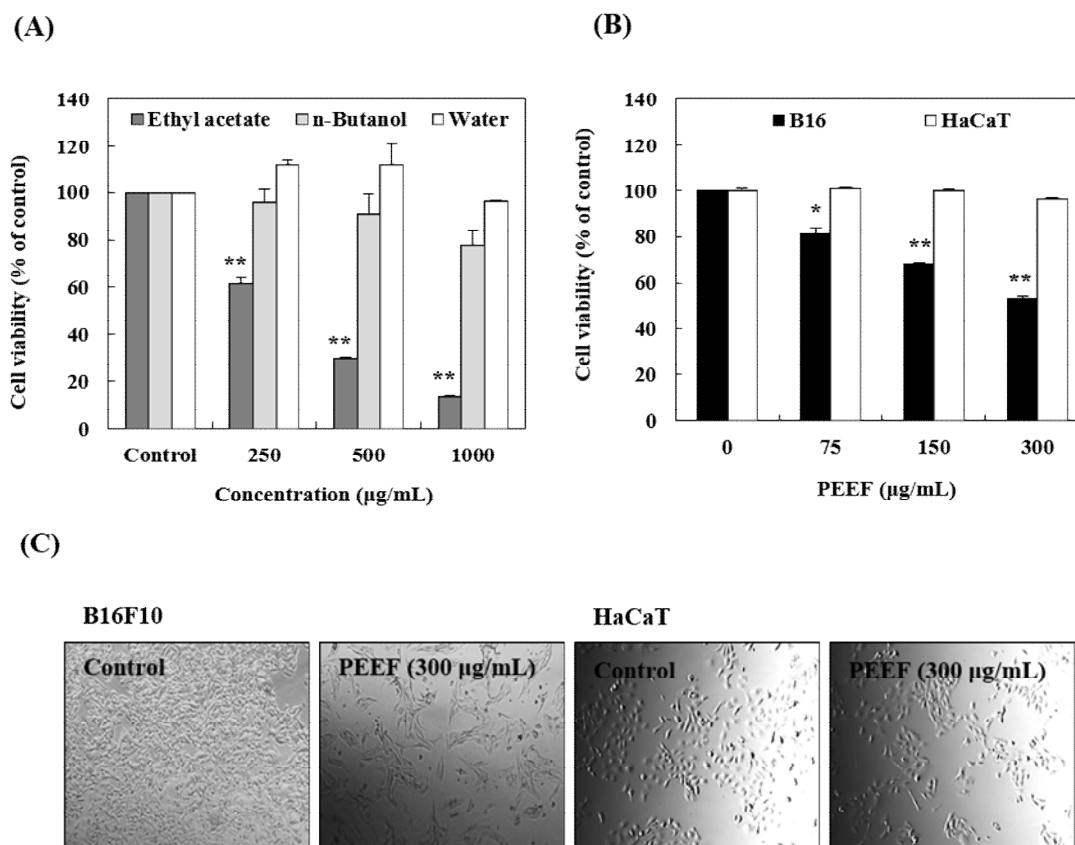 (A)
140
120
100
80
60
40
20
0
Cell viability (% of control)
Ethyl acetate n-Butanol Water
**
**
**
Control 250 500 1000
Concentration (µg/mL)
(B)
140
120
100
80
60
40
20
0
Cell viability (% of control)
B16 HaCaT
*
**
**
0 75 150 300
PEEF (µg/mL)
(C)
B16F10 HaCaT
Control PEEF (300 µg/mL) Control PEEF (300 µg/mL)